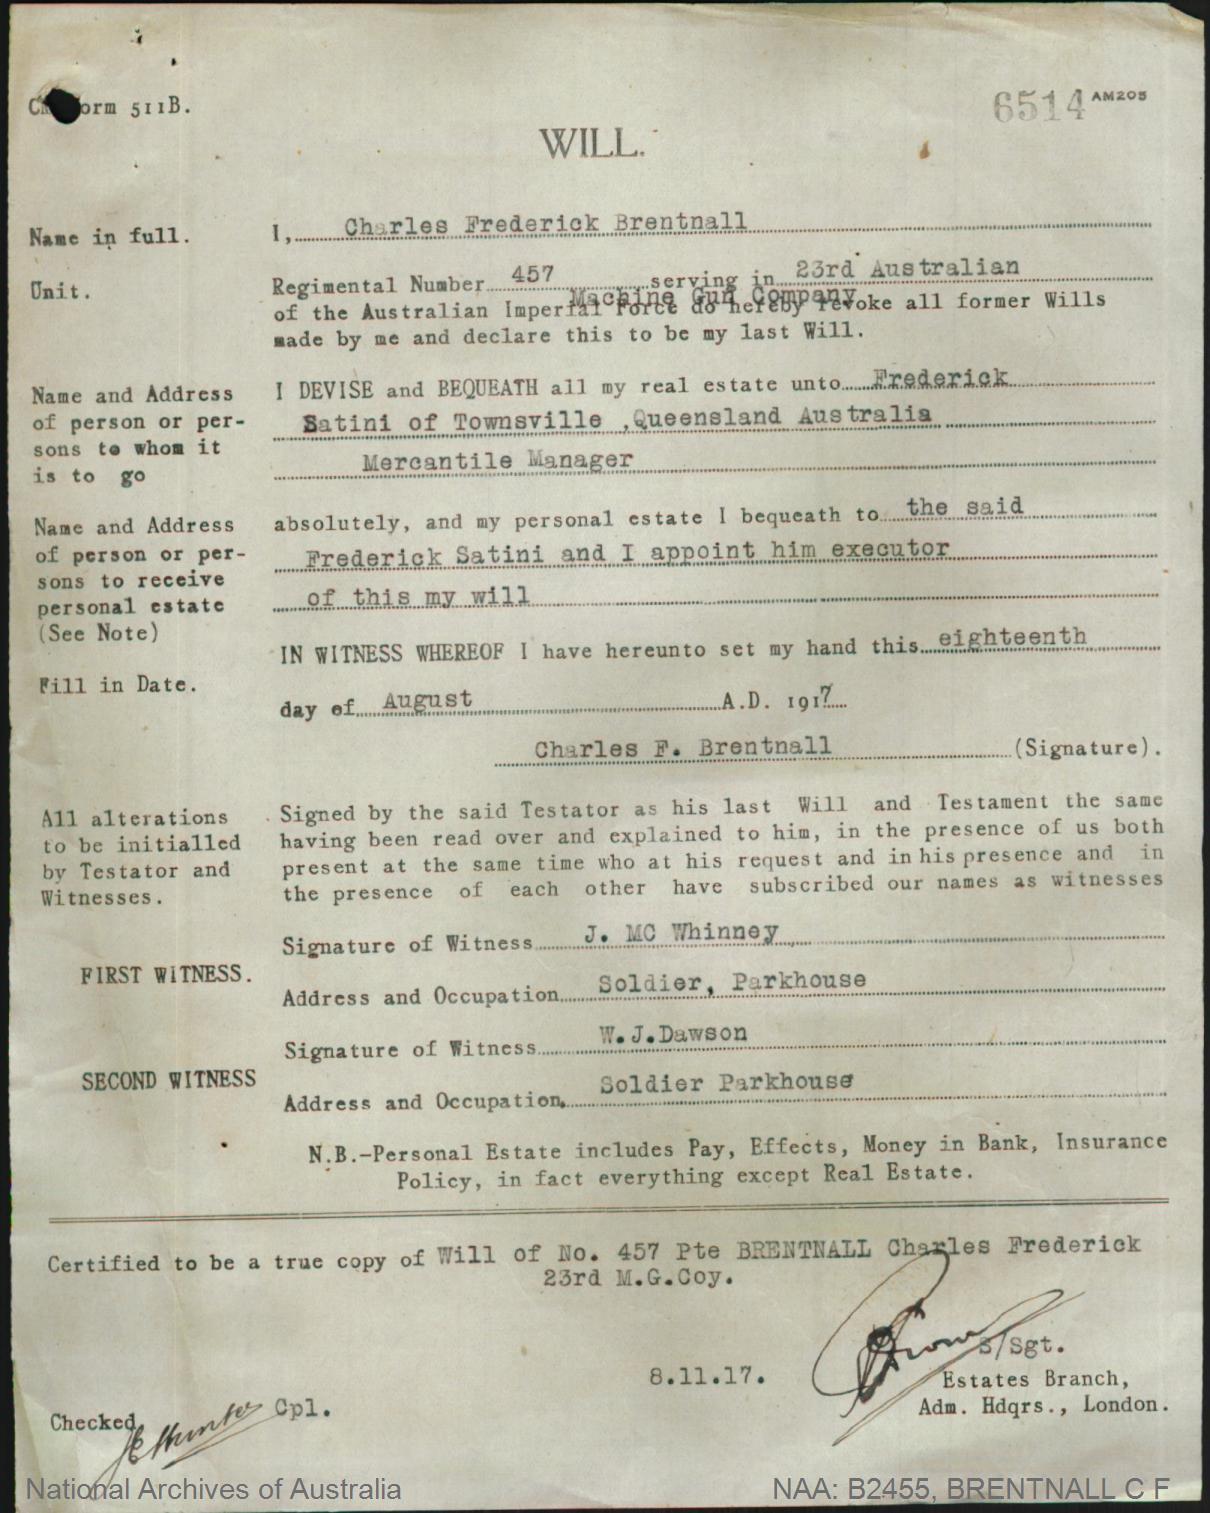 orm 511B.
6514 AM205
WILL.
Name in full.
I, Charles Frederick Brentnall
Unit.
Regimental Number 457 serving in 23rd Australian
Machine Gun Company
of the Australian Imperial Force do hereby revoke all former Wills
made by me and declare this to be my last Will.
Name and Address
of person or per-
sons to whom it
is to go
I DEVISE and BEQUEATH all my real estate unto Frederick
Satini of Townsville ,Queensland Australia
Mercantile Manager
Name and Address
of person or per-
sons to receive
personal estate
(See Note)
absolutely, and my personal estate I bequeath to the said
Frederick Satini and I appoint him executor
of this my will
IN WITNESS WHEREOF I have hereunto set my hand this eighteenth
Fill in Date.
day of August A.D. 1917
Charles F. Brentnall (Signature).
All alterations
to be initialled
by Testator and
Witnesses.
Signed by the said Testator as his last Will and Testament the same
having been read over and explained to him, in the presence of us both
present at the same time who at his request and in his presence and in
the presence of each other have subscribed our names as witnesses
Signature of Witness J. MC Whinney
FIRST WITNESS.
Address and Occupation Soldier, Parkhouse
Signature of Witness W.J.Dawson
SECOND WITNESS
Address and Occupation. Soldier Parkhouse
N.B.-Personal Estate includes Pay, Effects, Money in Bank, Insurance
Policy, in fact everything except Real Estate.
Certified to be a true copy of Will of No. 457 Pte BRENTNALL Charles Frederick
23rd M.G.Coy.
S/Sgt.
8.11.17.
Estates Branch,
Adm. Hdqrs., London.
Checked Hunter Cpl.
National Archives of Australia
NAA: B2455, BRENTNALL C F